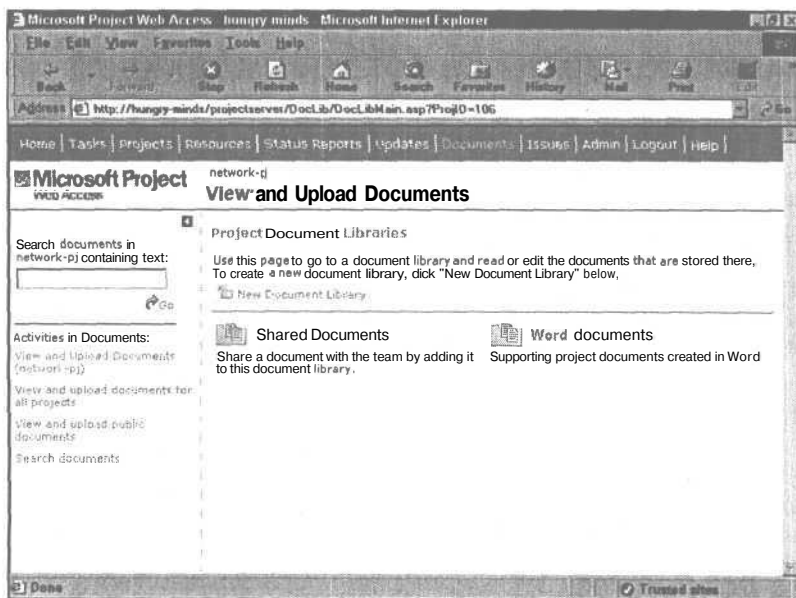 Microsoft Project Web Access hungry minds Microsoft Internet Explorer
File Edit View Favorites Tools Help
Back Forward Stop Refresh Home Search Favorites History Mail Print Edit
Address http://hungry-minds/projectserver/DocLib/DocLibMain.asp?ProjID=106 Go
Home | Tasks | Projects | Resources | Status Reports | Updates | Documents | Issues | Admin | Logout | Help |
Microsoft Project
WEB ACCESS
network-pj
View and Upload Documents
Search documents in
network-pj containing text:
Go
Activities in Documents:
View and Upload Documents
(network-pj)
View and upload documents for
all projects
View and upload public
documents
Search documents
Project Document Libraries
Use this page to go to a document library and read or edit the documents that are stored there,
To create a new document library, dick "New Document Library" below,
New Document Library
Shared Documents
Share a document with the team by adding it
to this document library.
Word documents
Supporting project documents created in Word
Done
Trusted sites